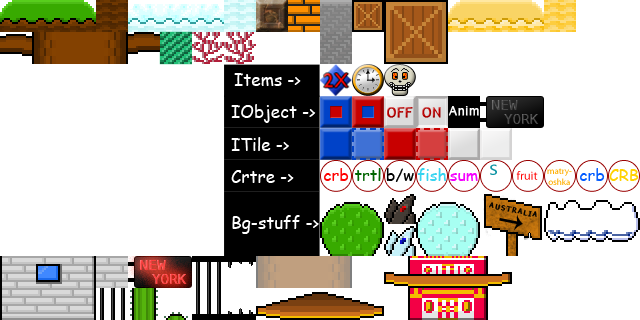 Items -> 2X
IObject -> OFF ON Anim NEW YORK
ITile ->
Crtre -> crb trtl b/w fish sum S fruit matry-oshka crb CRB
Bg-stuff -> AUSTRALIA
NEW YORK